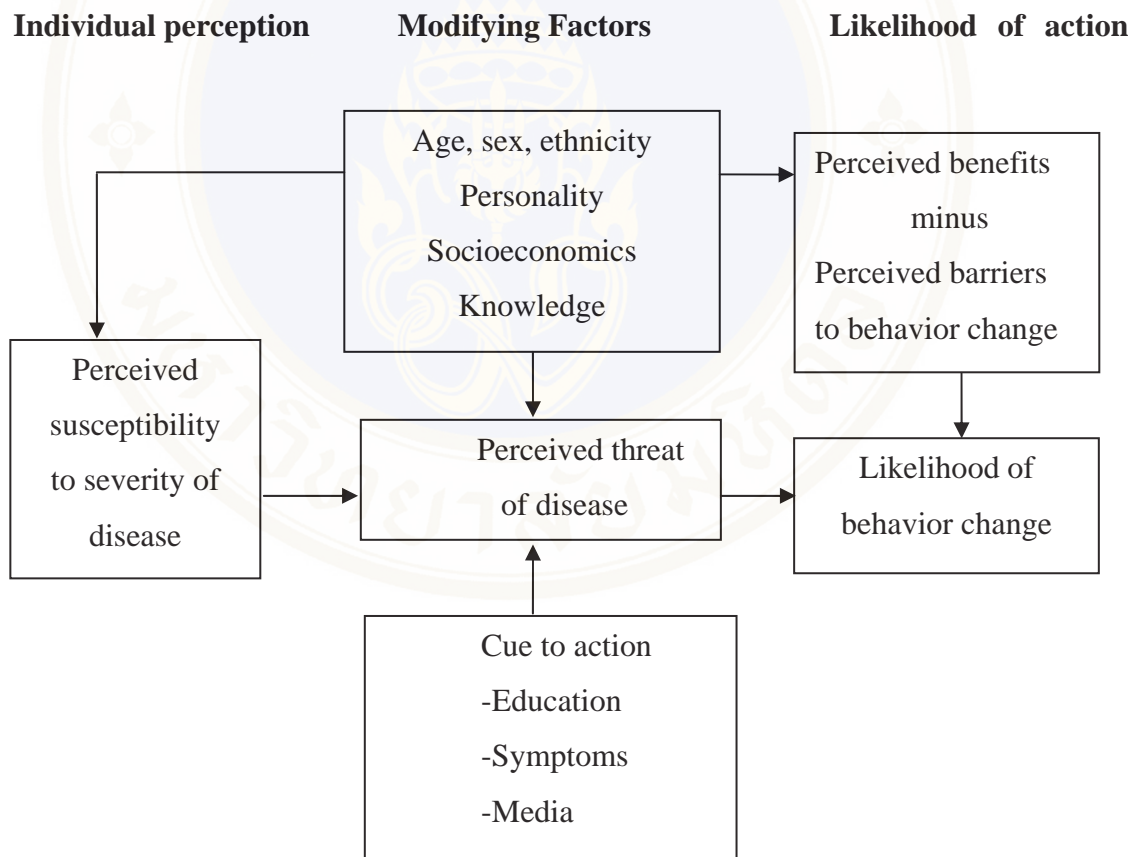 Individual perception
Modifying Factors
Likelihood of action
Age, sex, ethnicity
Personality
Socioeconomics
Knowledge
Perceived benefits
minus
Perceived barriers
to behavior change
Perceived
susceptibility
to severity of
disease
Perceived threat
of disease
Likelihood of
behavior change
Cue to action
-Education
-Symptoms
-Media